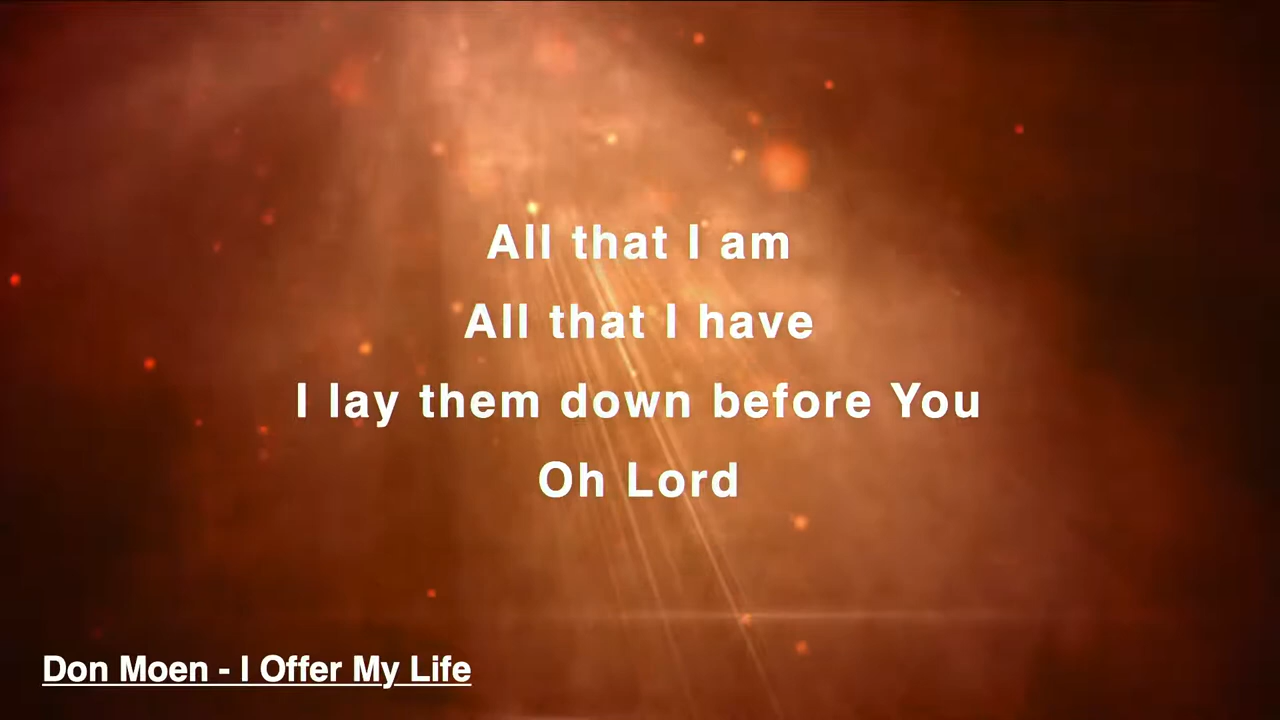 All that I am
All that I have
I lay them down before You
Oh Lord
Don Moen - I Offer My Life